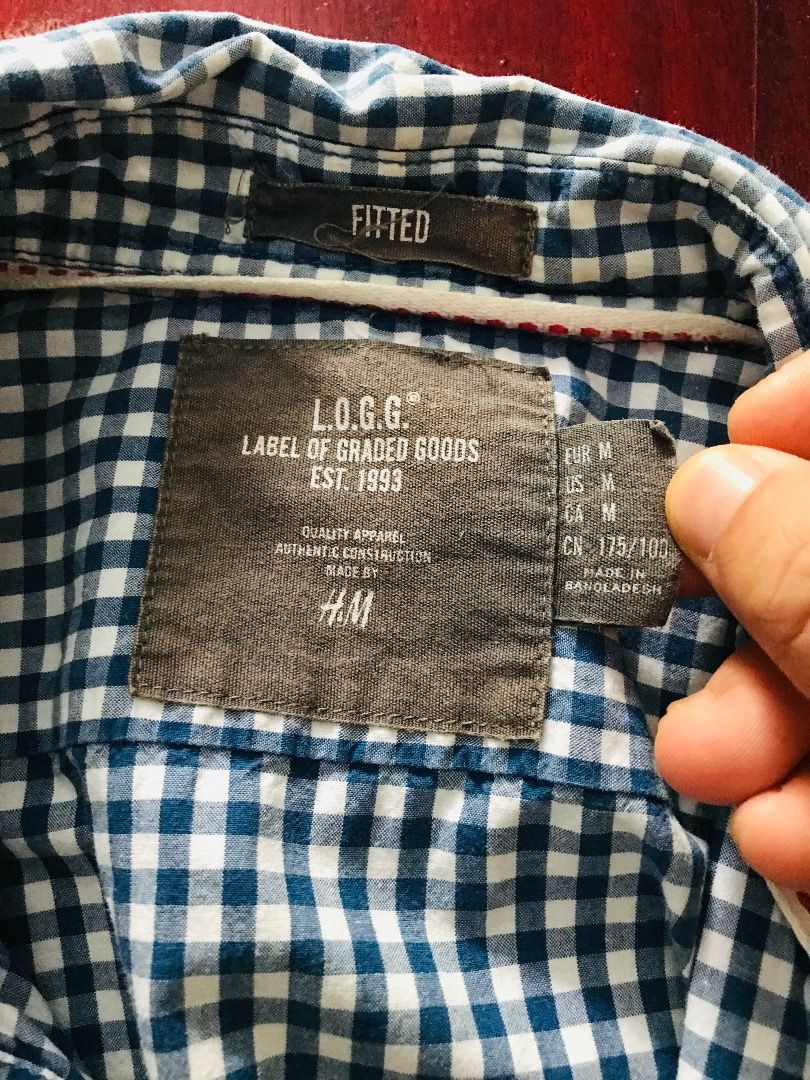 FITTED
L.O.G.G.®
LABEL OF GRADED GOODS
EST. 1993
QUALITY APPAREL
AUTHENTIC CONSTRUCTION
MADE BY
H&M
EUR M
US M
CA M
CN 175/100
MADE IN
BANGLADESH